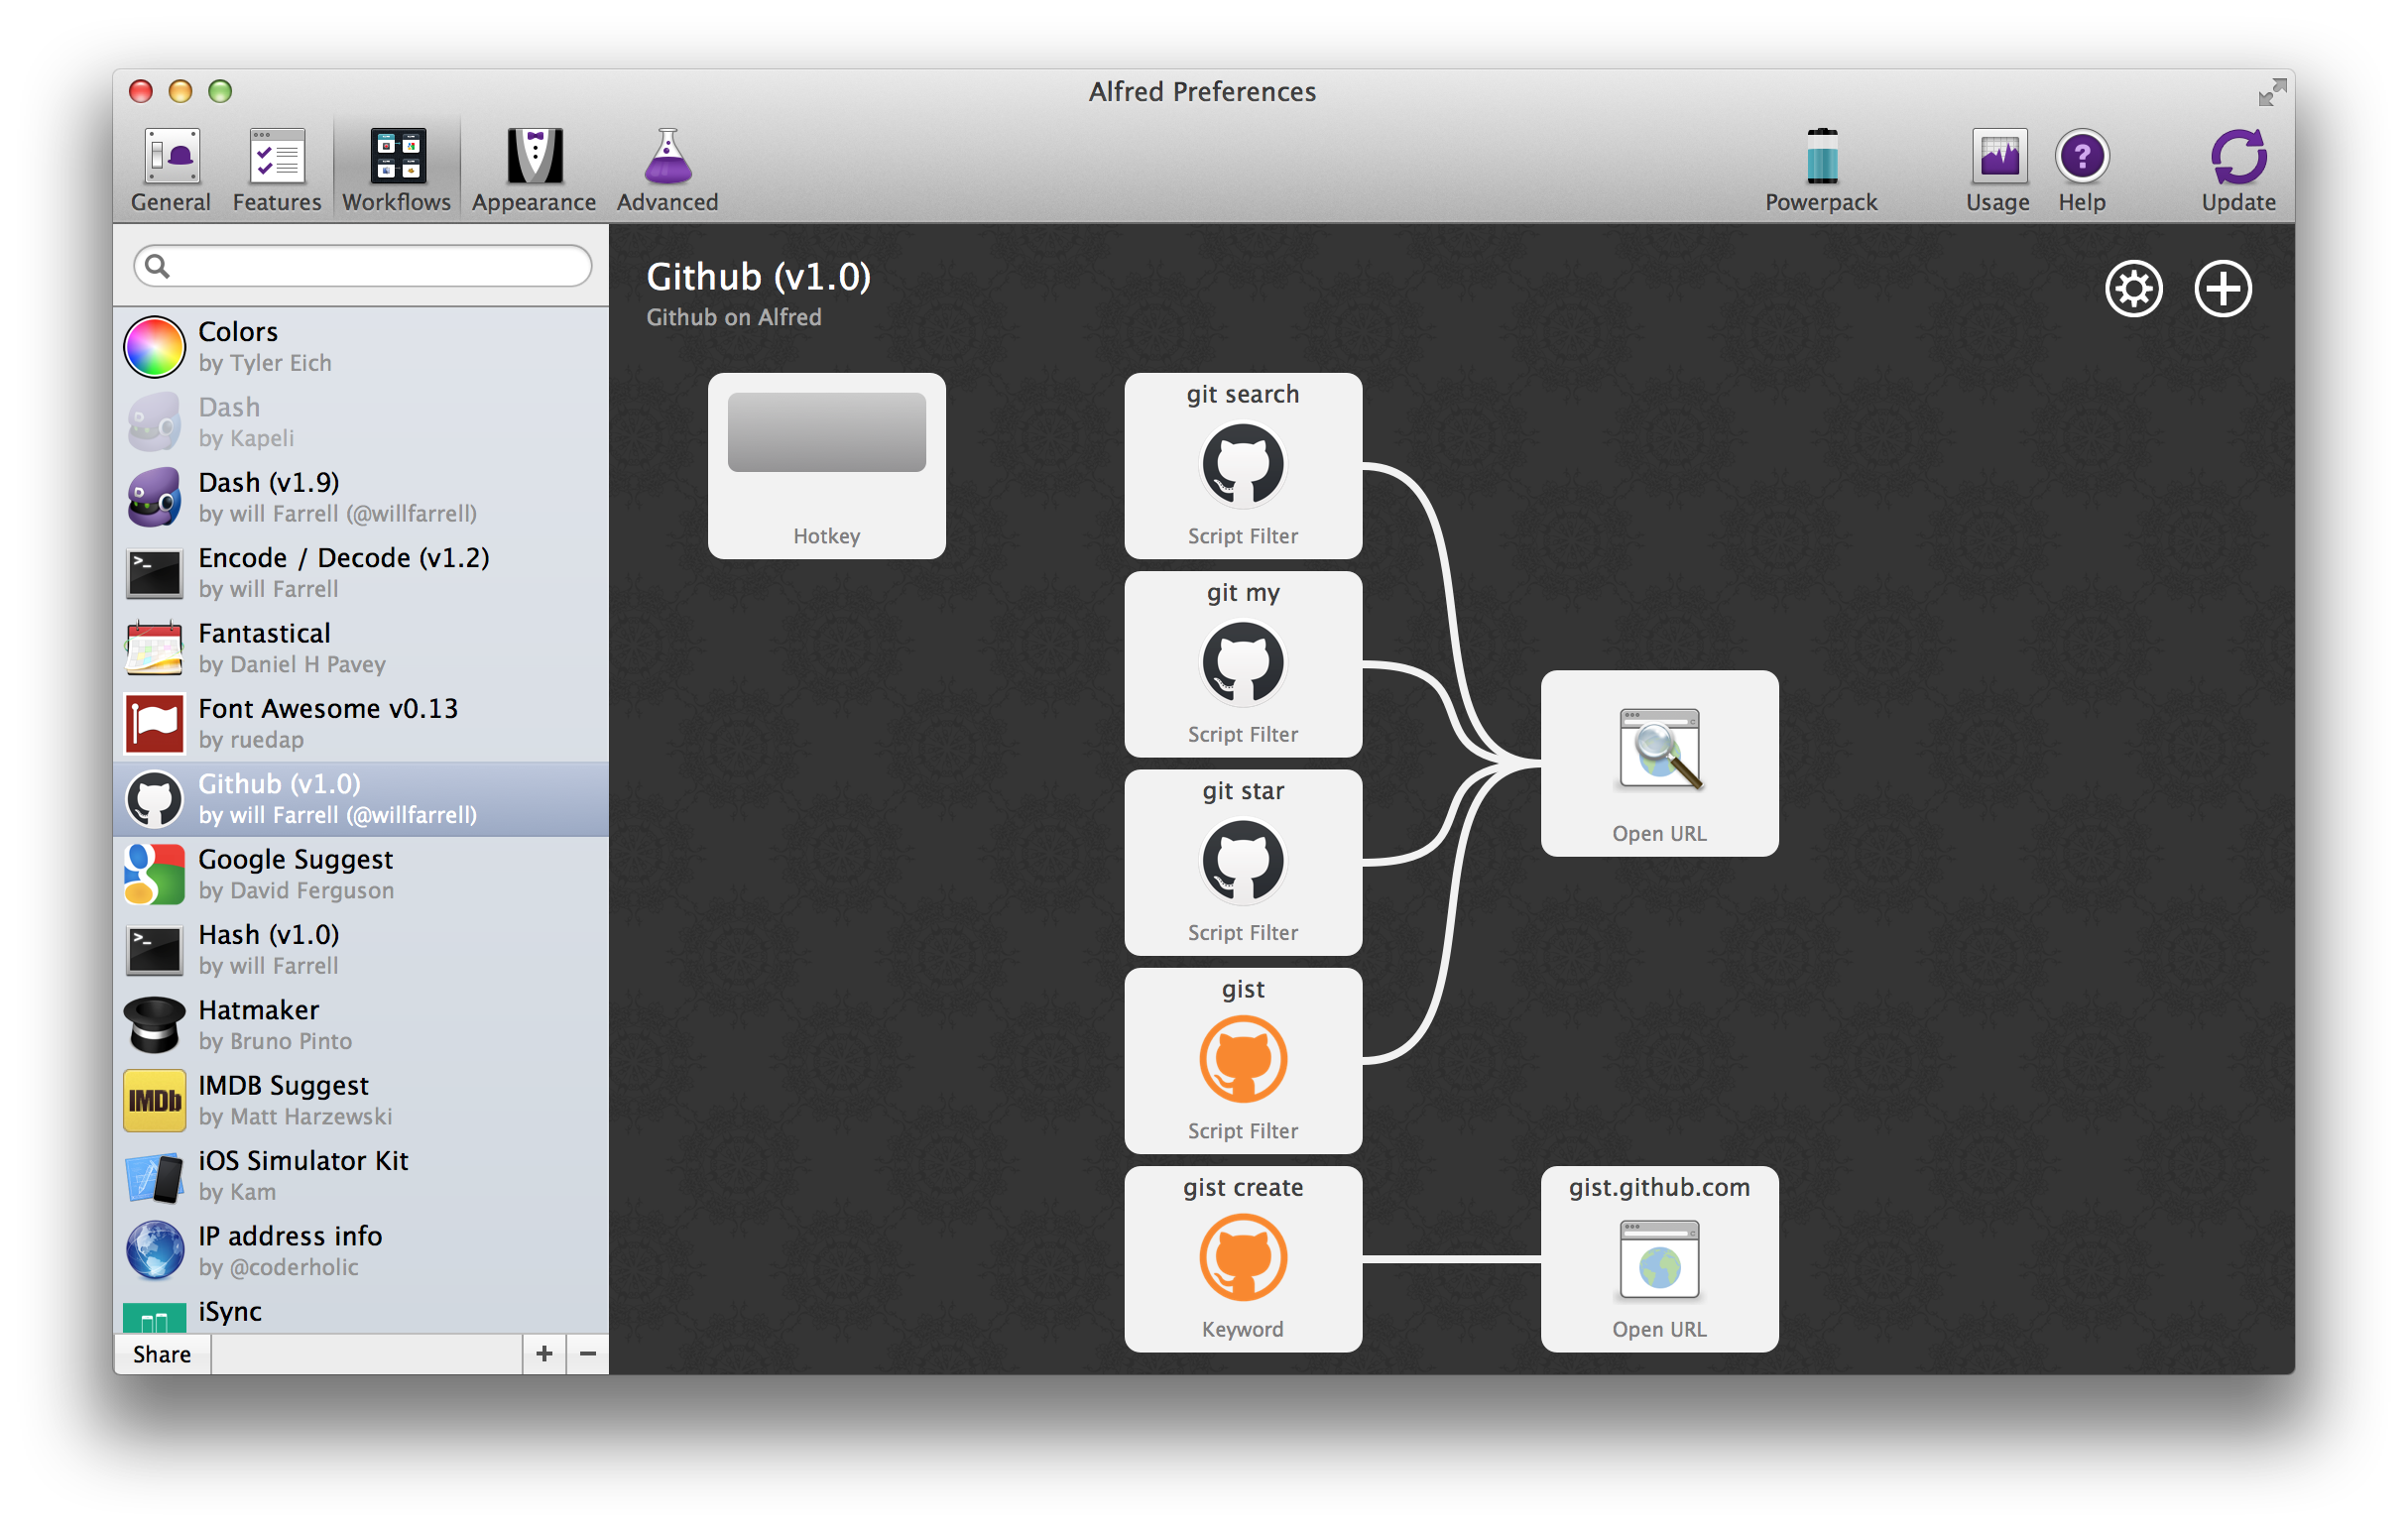 Alfred Preferences
General
Features
Workflows
Appearance
Advanced
Powerpack
Usage
Help
Update
Colors
by Tyler Eich
Dash
by Kapeli
Dash (v1.9)
by will Farrell (@willfarrell)
Encode / Decode (v1.2)
by will Farrell
Fantastical
by Daniel H Pavey
Font Awesome v0.13
by ruedap
Github (v1.0)
by will Farrell (@willfarrell)
Google Suggest
by David Ferguson
Hash (v1.0)
by will Farrell
Hatmaker
by Bruno Pinto
IMDb
IMDB Suggest
by Matt Harzewski
iOS Simulator Kit
by Kam
IP address info
by @coderholic
iSync
Share
Github (v1.0)
Github on Alfred
Hotkey
git search
Script Filter
git my
Script Filter
git star
Script Filter
gist
Script Filter
gist create
Keyword
Open URL
gist.github.com
Open URL